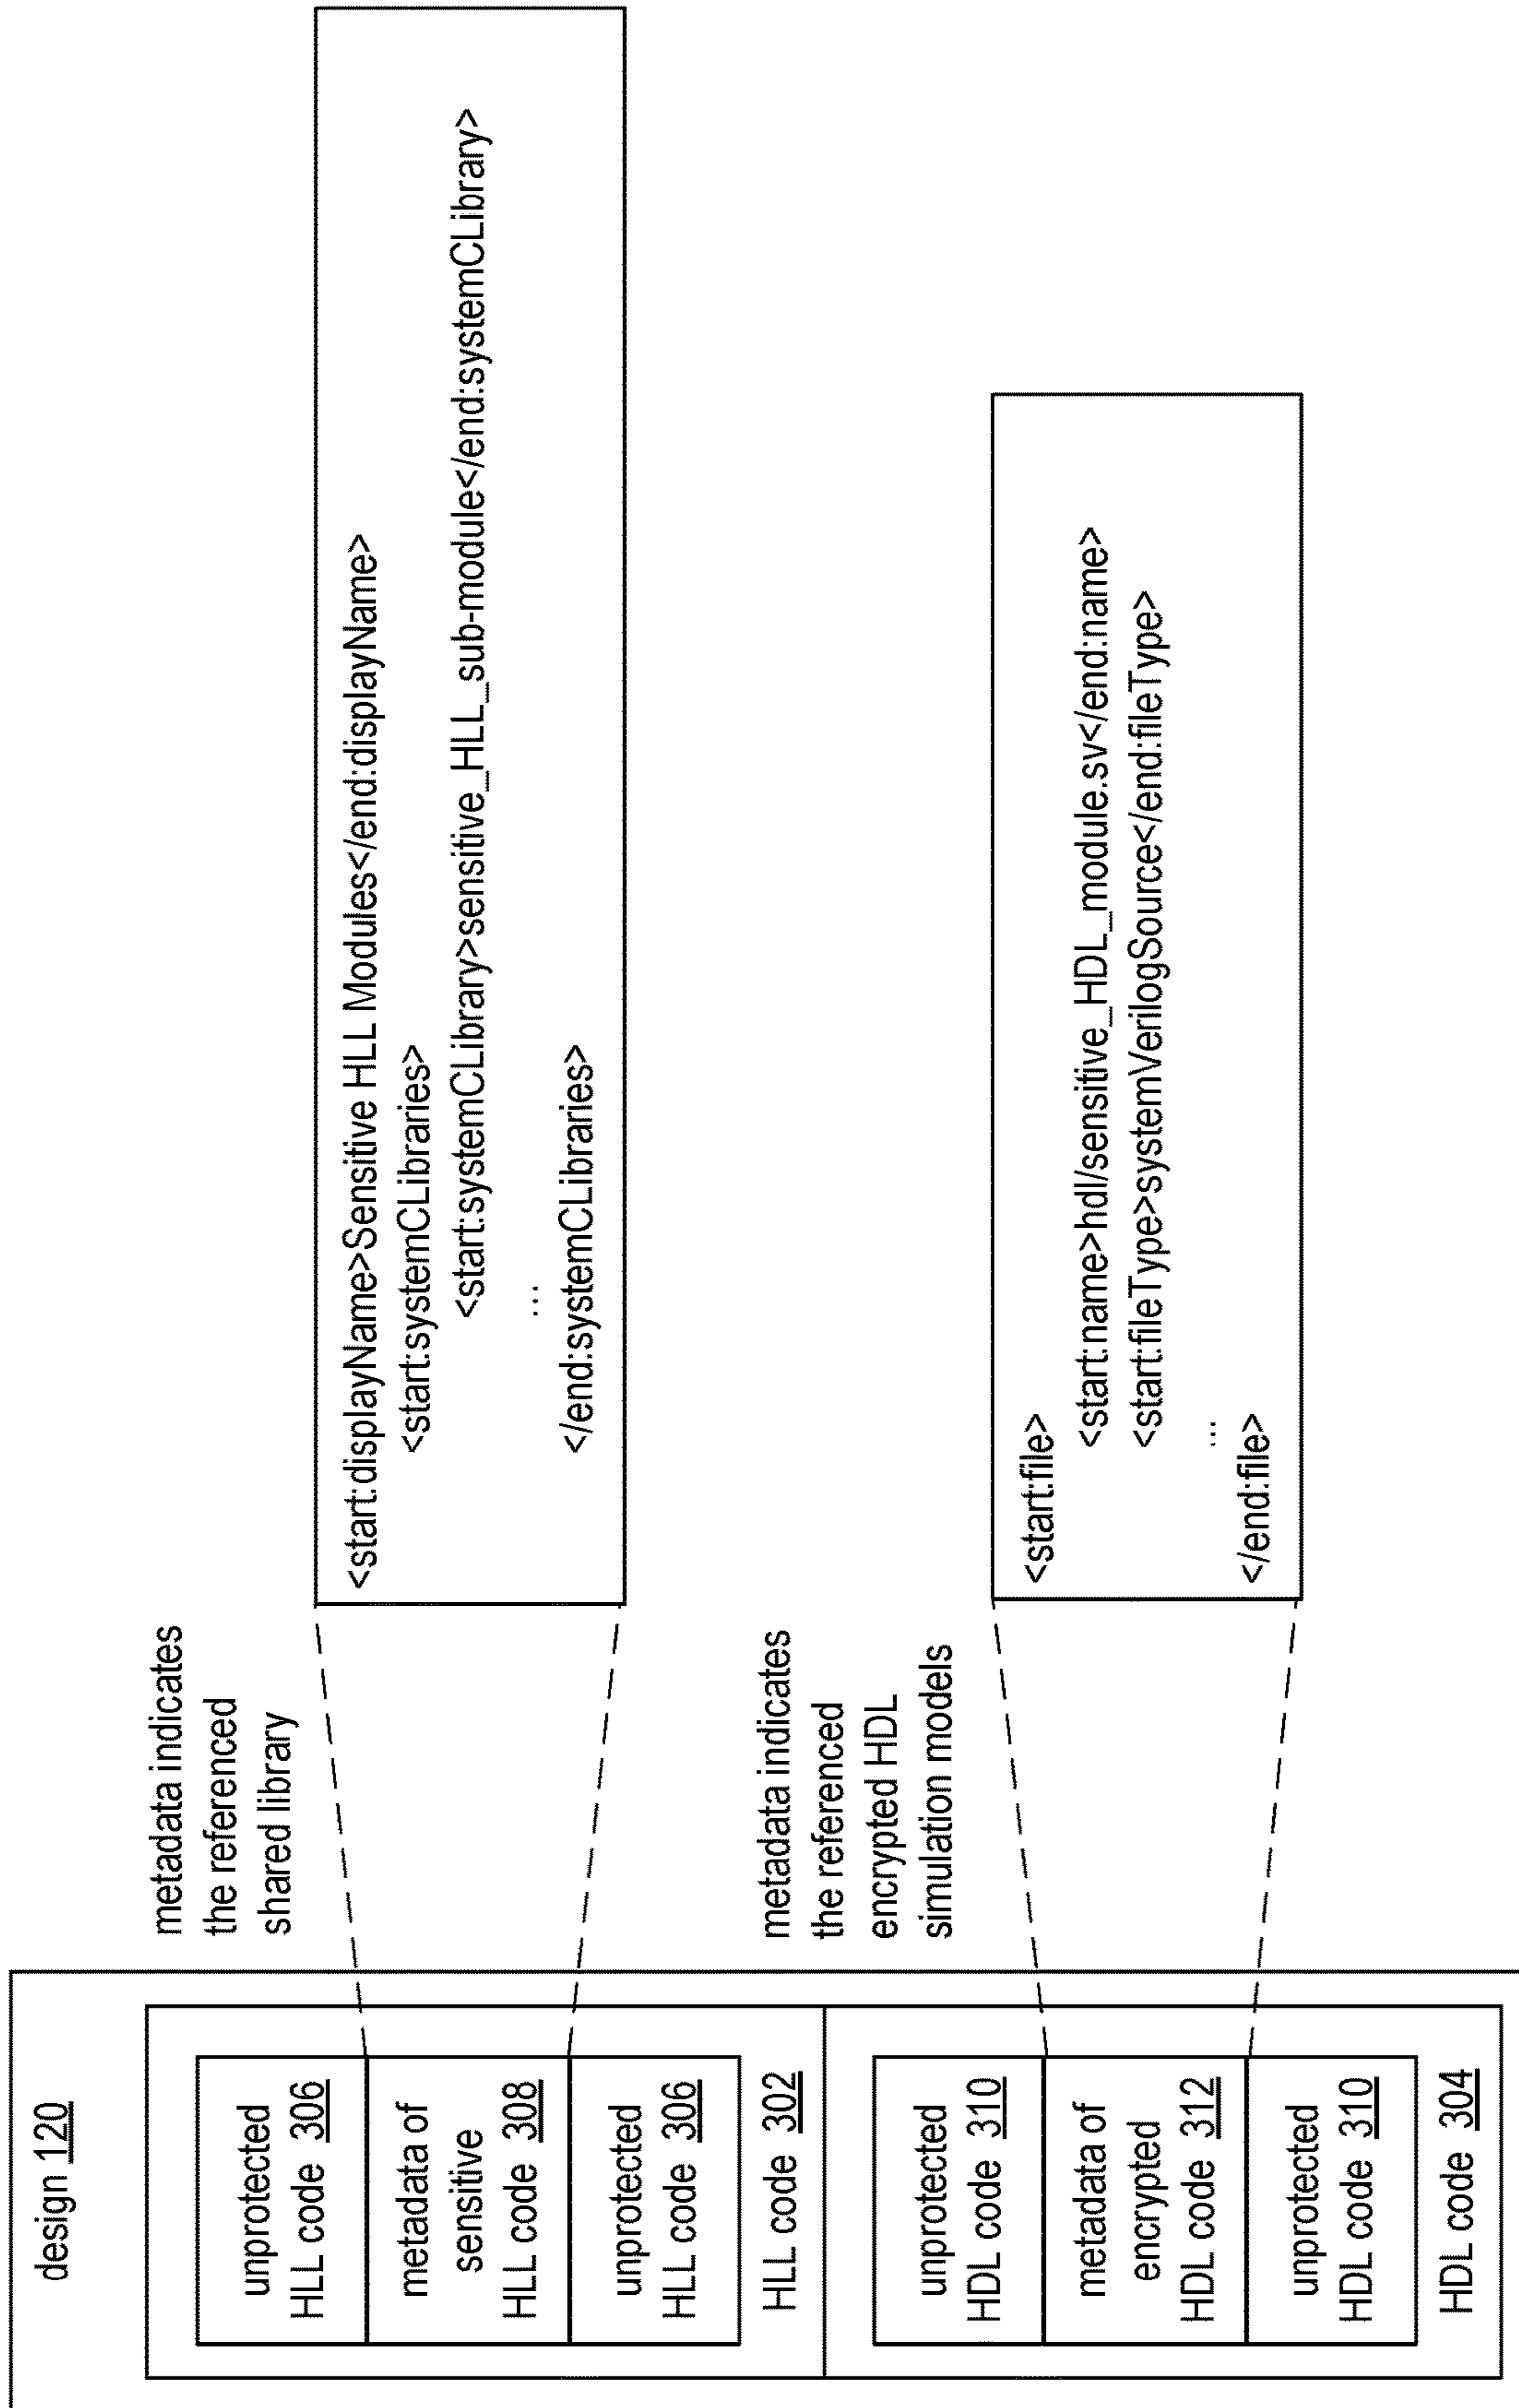 design 120
unprotected
HLL code 306
metadata of
sensitive
HLL code 308
unprotected
HLL code 306
HLL code 302
unprotected
HDL code 310
metadata of
encrypted
HDL code 312
unprotected
HDL code 310
HDL code 304
metadata indicates
the referenced
shared library
metadata indicates
the referenced
encrypted HDL
simulation models
<start:displayName>Sensitive HLL Modules</end:displayName>
<start:systemCLibraries>
<start:systemCLibrary>sensitive_HLL_sub-module</end:systemCLibrary>
...
</end:systemCLibraries>
<start:file>
<start:name>hdl/sensitive_HDL_module.sv</end:name>
<start:fileType>systemVerilogSource</end:fileType>
...
</end:file>